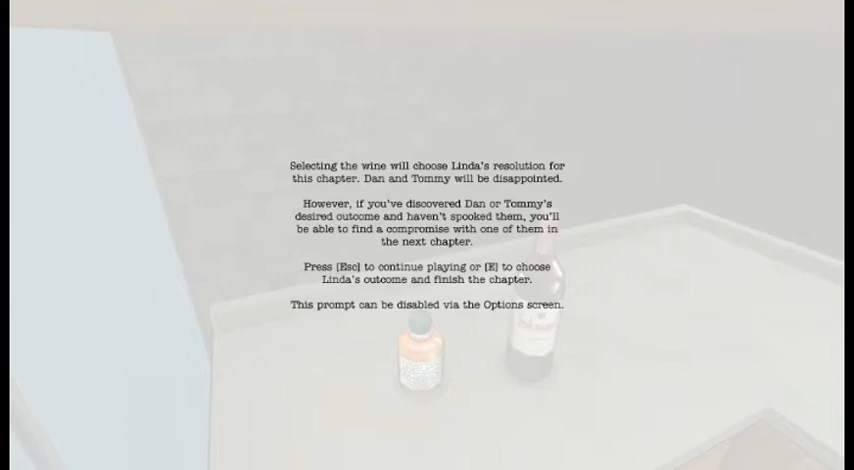 Selecting the wine will choose Linda's resolution for
this chapter. Dan and Tommy will be disappointed.
However, if you've discovered Dan or Tommy's
desired outcome and haven't spooked them, you'll
be able to find a compromise with one of them in
the next chapter.
Press [Esc] to continue playing or [E] to choose
Linda's outcome and finish the chapter.
This prompt can be disabled via the Options screen.